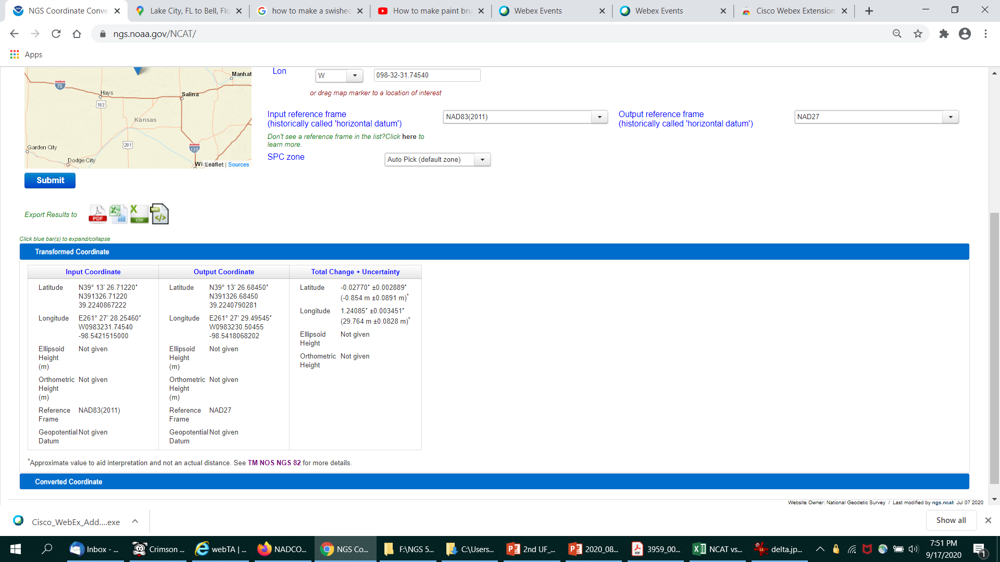 NGS Coordinate Conve
Lake City, FL to Bell, Flo
how to make a swished
How to make paint bru
Webex Events
Webex Events
Cisco Webex Extension
ngs.noaa.gov/NCAT/
Apps
Manhat
70
Hays
183
Salina
Kansas
281
135
Garden City
Dodge City
Wi
Leaflet | Sources
Lon
W
098-32-31.74540
or drag map marker to a location of interest
Input reference frame
(historically called 'horizontal datum')
NAD83(2011)
Output reference frame
(historically called 'horizontal datum')
NAD27
Don't see a reference frame in the list?Click here to
learn more.
SPC zone
Auto Pick (default zone)
Submit
Export Results to
PDF
X
CSV
XML
</>
Click blue bar(s) to expand/collapse
Transformed Coordinate
Input Coordinate
Latitude N39° 13′ 26.71220″
N391326.71220
39.2240867222
Longitude E261° 27′ 28.25460″
W0983231.74540
-98.5421515000
Ellipsoid Height (m) Not given
Orthometric Height (m) Not given
Reference Frame NAD83(2011)
Geopotential Datum Not given
Output Coordinate
Latitude N39° 13′ 26.68450″
N391326.68450
39.2240790281
Longitude E261° 27′ 29.49545″
W0983230.50455
-98.5418068202
Ellipsoid Height (m) Not given
Orthometric Height (m) Not given
Reference Frame NAD27
Geopotential Datum Not given
Total Change + Uncertainty
Latitude -0.02770″ ±0.002889″
(-0.854 m ±0.0891 m)*
Longitude 1.24085″ ±0.003451″
(29.764 m ±0.0828 m)*
Ellipsoid Height Not given
Orthometric Height Not given
*Approximate value to aid interpretation and not an actual distance. See TM NOS NGS 82 for more details.
Converted Coordinate
Website Owner: National Geodetic Survey / Last modified by ngs.ncat Jul 07 2020
Cisco_WebEx_Add....exe
Show all
Inbox - ...
Crimson ...
webTA | ...
NADCO...
NGS Co...
F:\NGS 5...
C:\Users...
2nd UF_...
2020_08...
3959_00...
NCAT vs...
delta.jp...
7:51 PM
9/17/2020
1